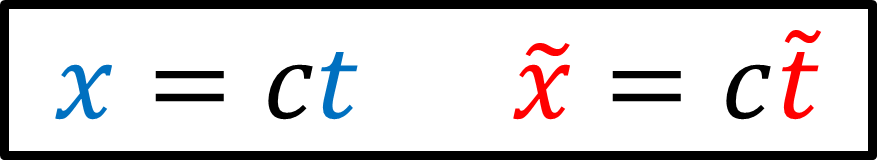 x = ct x̃ = ct̃